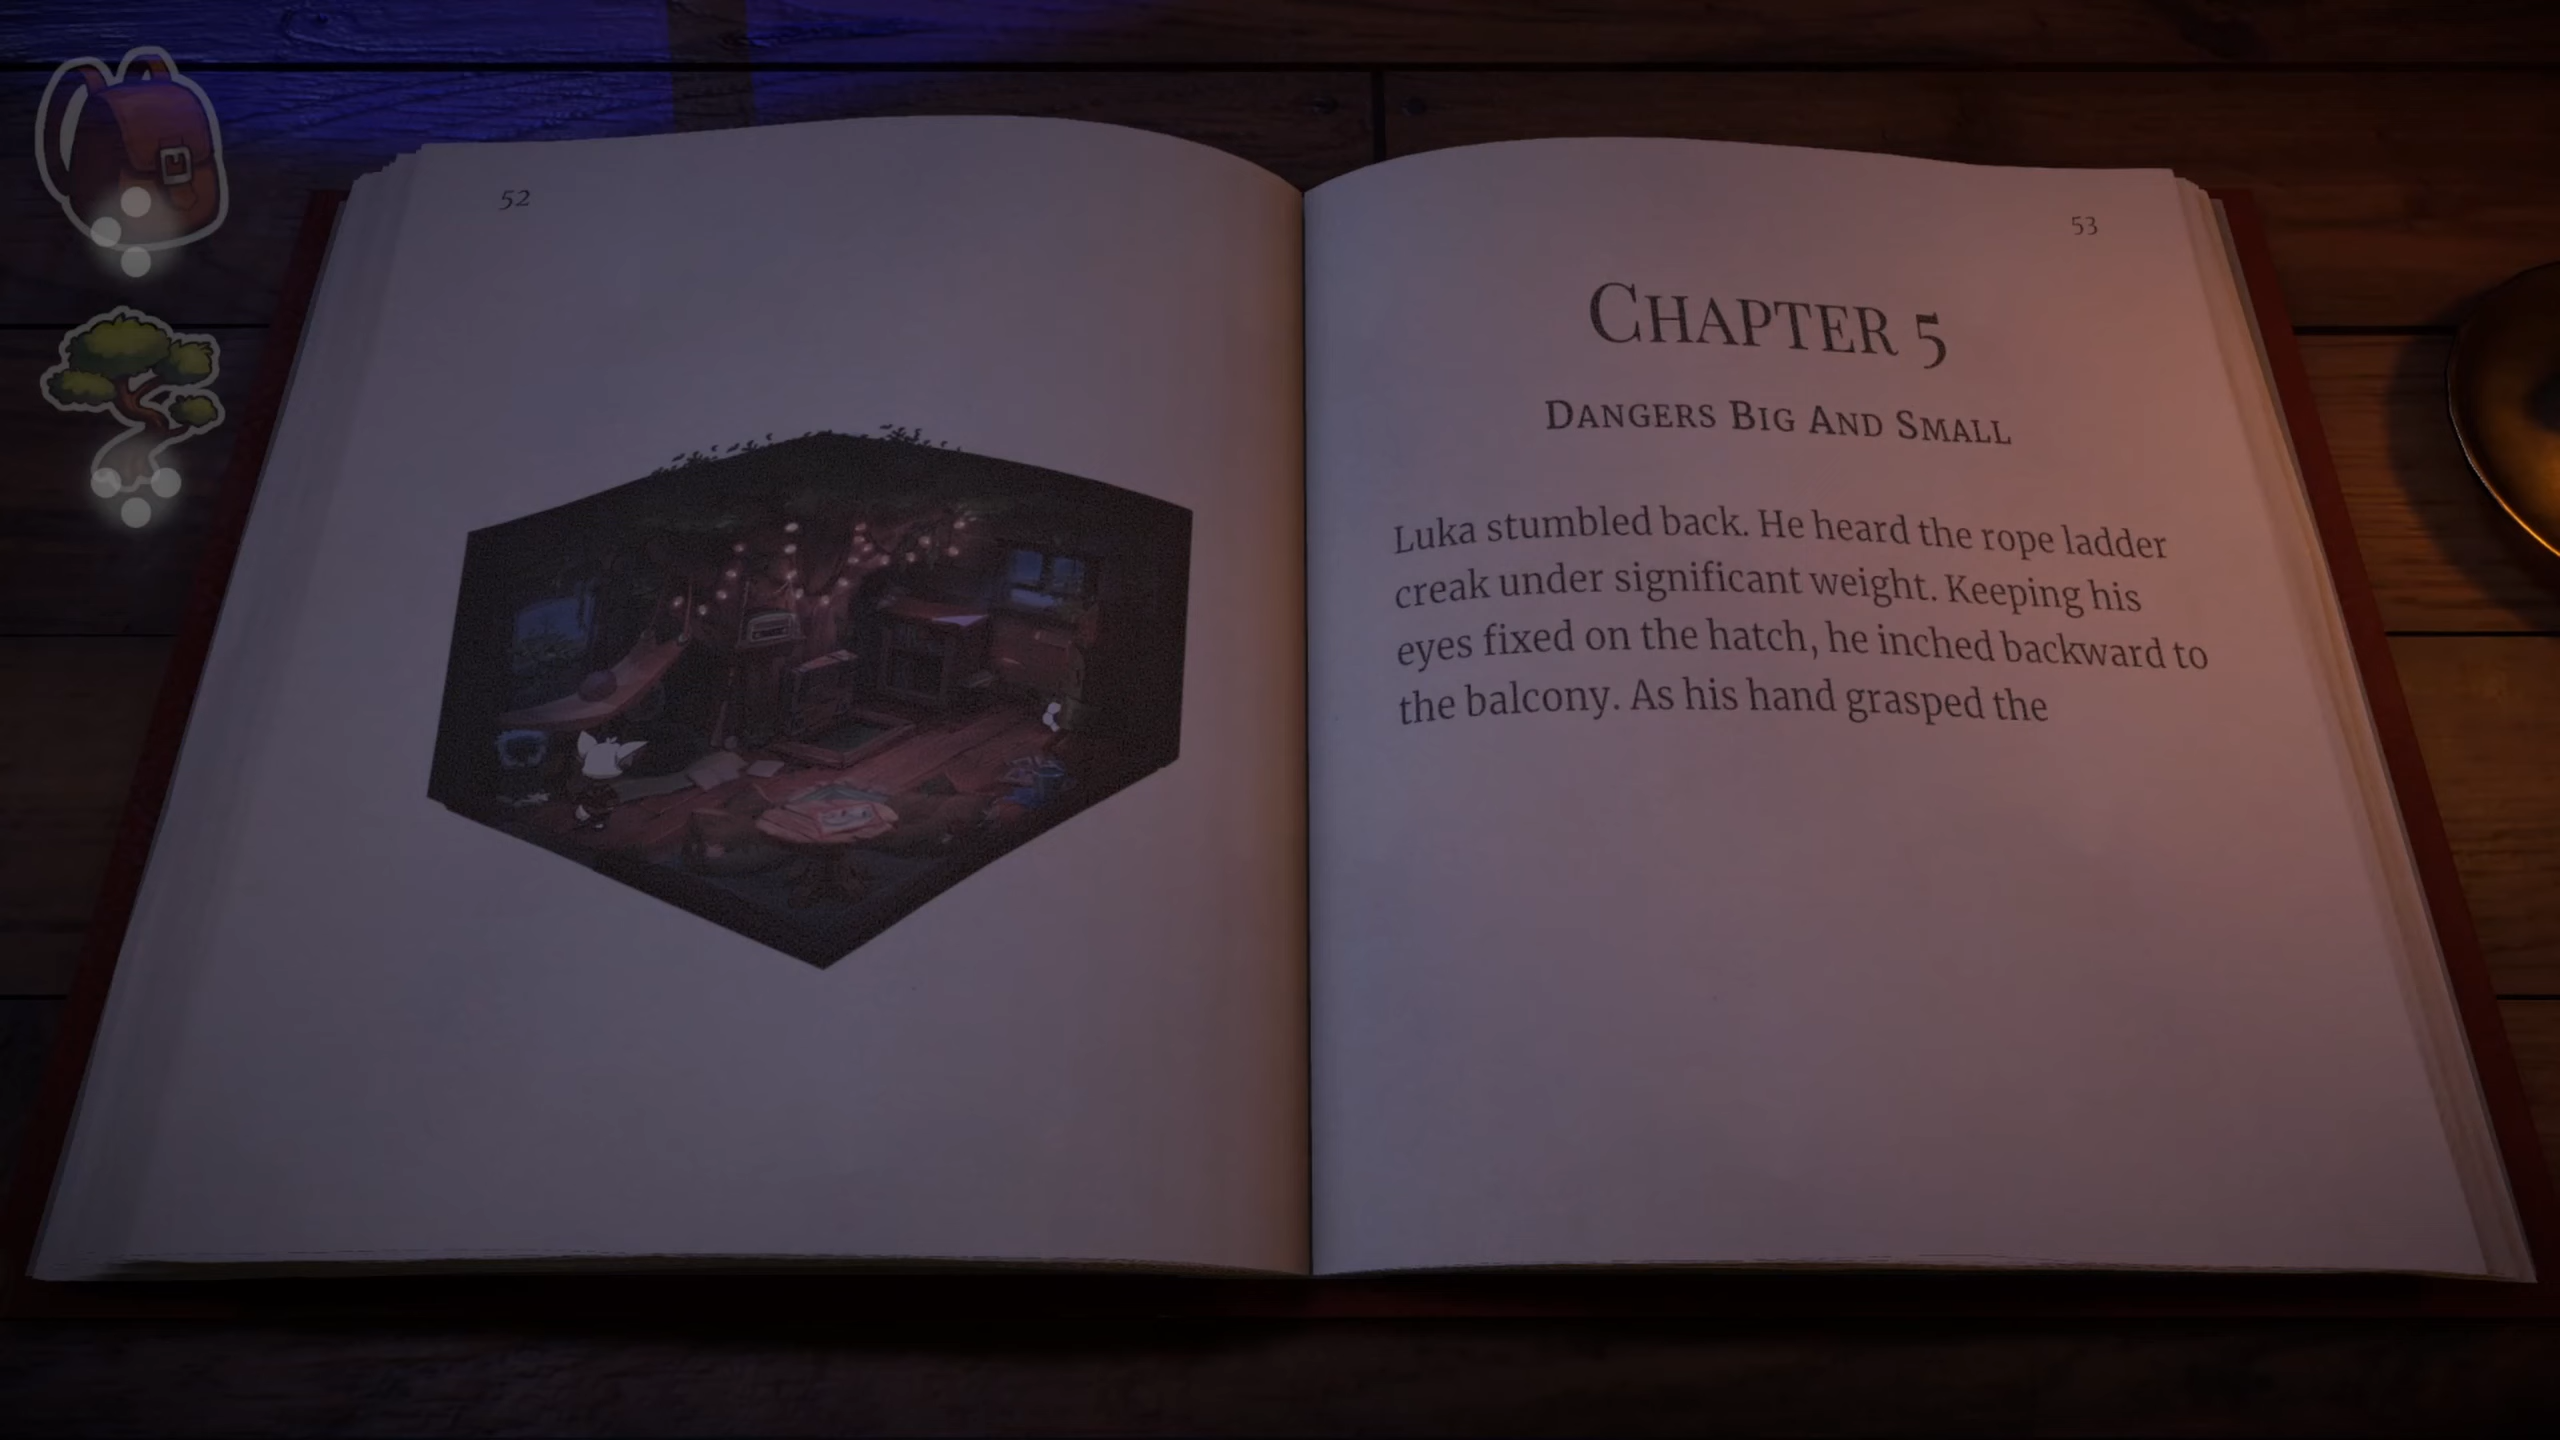 52
53
CHAPTER 5
DANGERS BIG AND SMALL
Luka stumbled back. He heard the rope ladder
creak under significant weight. Keeping his
eyes fixed on the hatch, he inched backward to
the balcony. As his hand grasped the